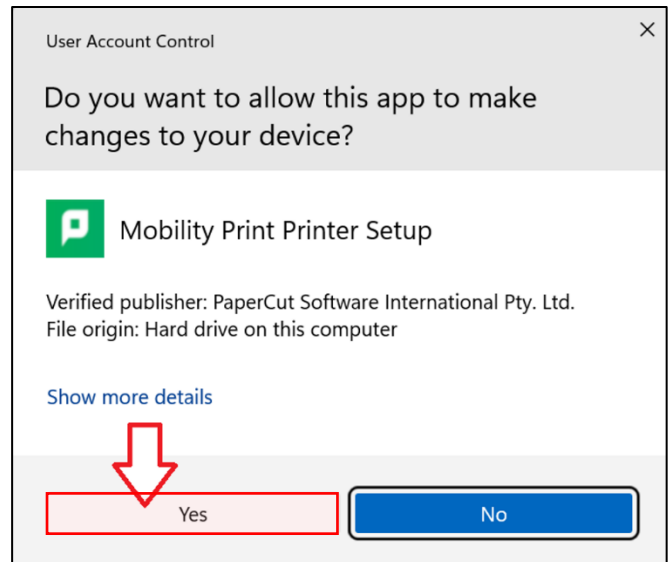 User Account Control
Do you want to allow this app to make
changes to your device?
Mobility Print Printer Setup
Verified publisher: PaperCut Software International Pty. Ltd.
File origin: Hard drive on this computer
Show more details
Yes
No